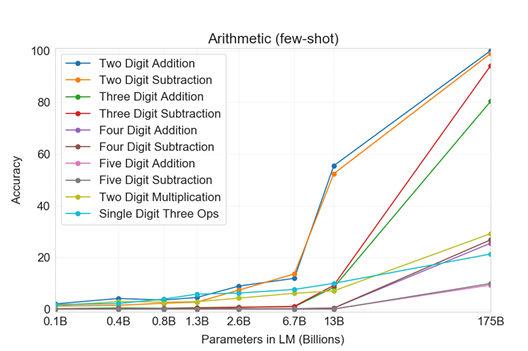 Arithmetic (few-shot)
100
80
60
40
20
0
Accuracy
Two Digit Addition
Two Digit Subtraction
Three Digit Addition
Three Digit Subtraction
Four Digit Addition
Four Digit Subtraction
Five Digit Addition
Five Digit Subtraction
Two Digit Multiplication
Single Digit Three Ops
0.1B 0.4B 0.8B 1.3B 2.6B 6.7B 13B 175B
Parameters in LM (Billions)